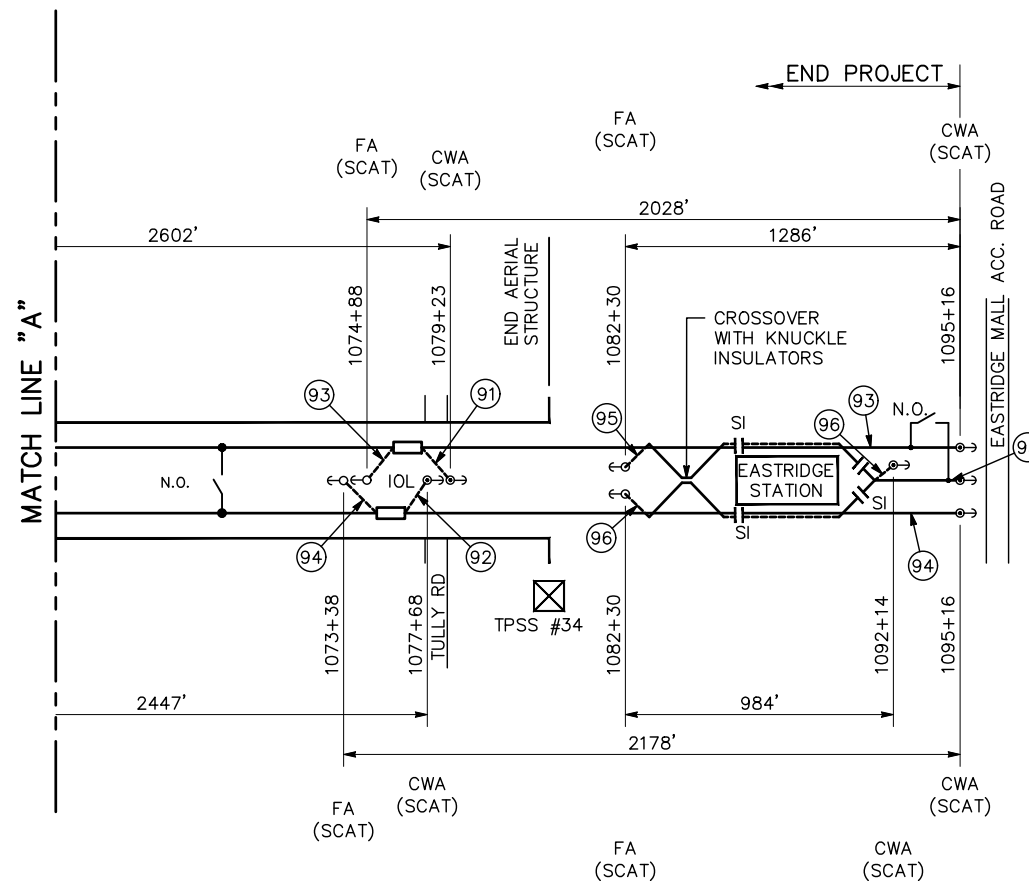 END PROJECT
FA
(SCAT)
CWA
(SCAT)
FA
(SCAT)
CWA
(SCAT)
2028'
2602'
1286'
MATCH LINE "A"
1074+88
1079+23
END AERIAL
STRUCTURE
1082+30
1095+16
EASTRIDGE MALL ACC. ROAD
CROSSOVER
WITH KNUCKLE
INSULATORS
93
91
95
96
93
N.O.
SI
N.O.
IOL
EASTRIDGE
STATION
SI
94
92
96
SI
94
TPSS #34
1073+38
1077+68
TULLY RD
1082+30
1092+14
1095+16
2447'
984'
2178'
FA
(SCAT)
CWA
(SCAT)
FA
(SCAT)
CWA
(SCAT)
CWA
(SCAT)